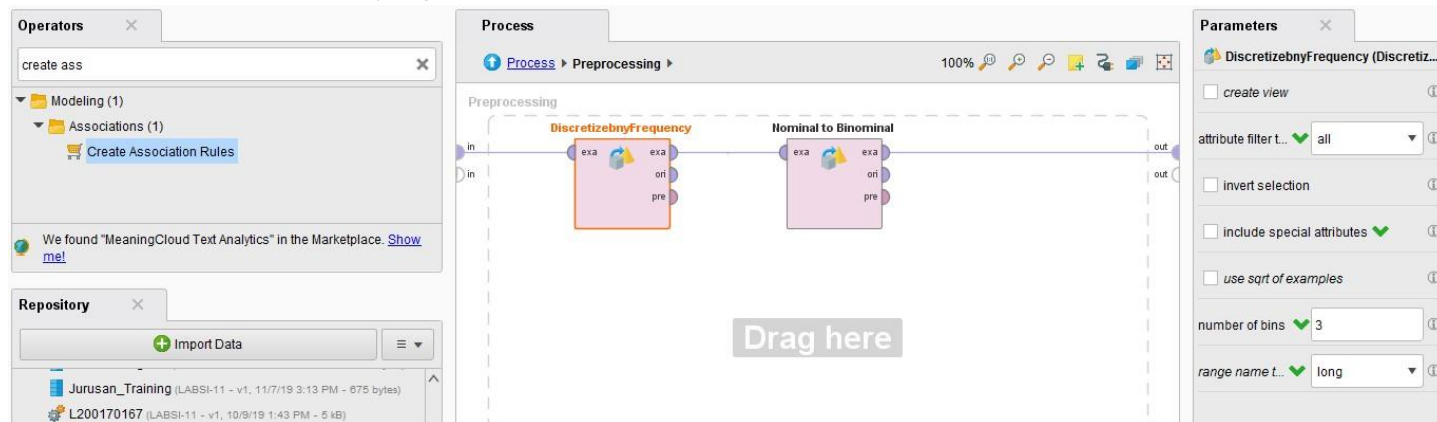 Operators
create ass
Modeling (1)
Associations (1)
Create Association Rules
We found "MeaningCloud Text Analytics" in the Marketplace. Show
me!
Repository
Import Data
Jurusan_Training (LABSI-11 - v1, 11/7/19 3:13 PM - 675 bytes)
L200170167 (LABSI-11 - v1, 10/9/19 1:43 PM - 5 kB)
Process
Process Preprocessing
100%
Preprocessing
DiscretizebnyFrequency
Nominal to Binominal
in
in
exa exa
ori
pre
exa exa
ori
pre
out
out
Drag here
Parameters
DiscretizebnyFrequency (Discretiz...
create view
attribute filter t... all
invert selection
include special attributes
use sqrt of examples
number of bins 3
range name t... long